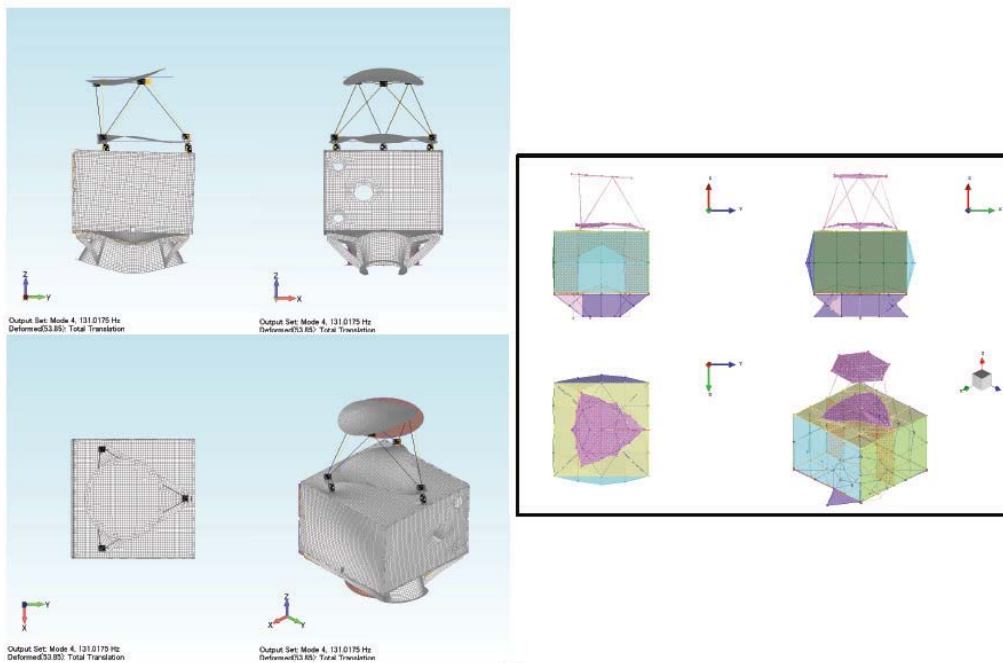 Z
Y
Z
X
Output Set: Mode 4, 131.0175 Hz
Deformed(53.85): Total Translation
Output Set: Mode 4, 131.0175 Hz
Deformed(53.85): Total Translation
Y
X
Z
X
Y
Output Set: Mode 4, 131.0175 Hz
Deformed(53.85): Total Translation
Output Set: Mode 4, 131.0175 Hz
Deformed(53.85): Total Translation
Y
Y